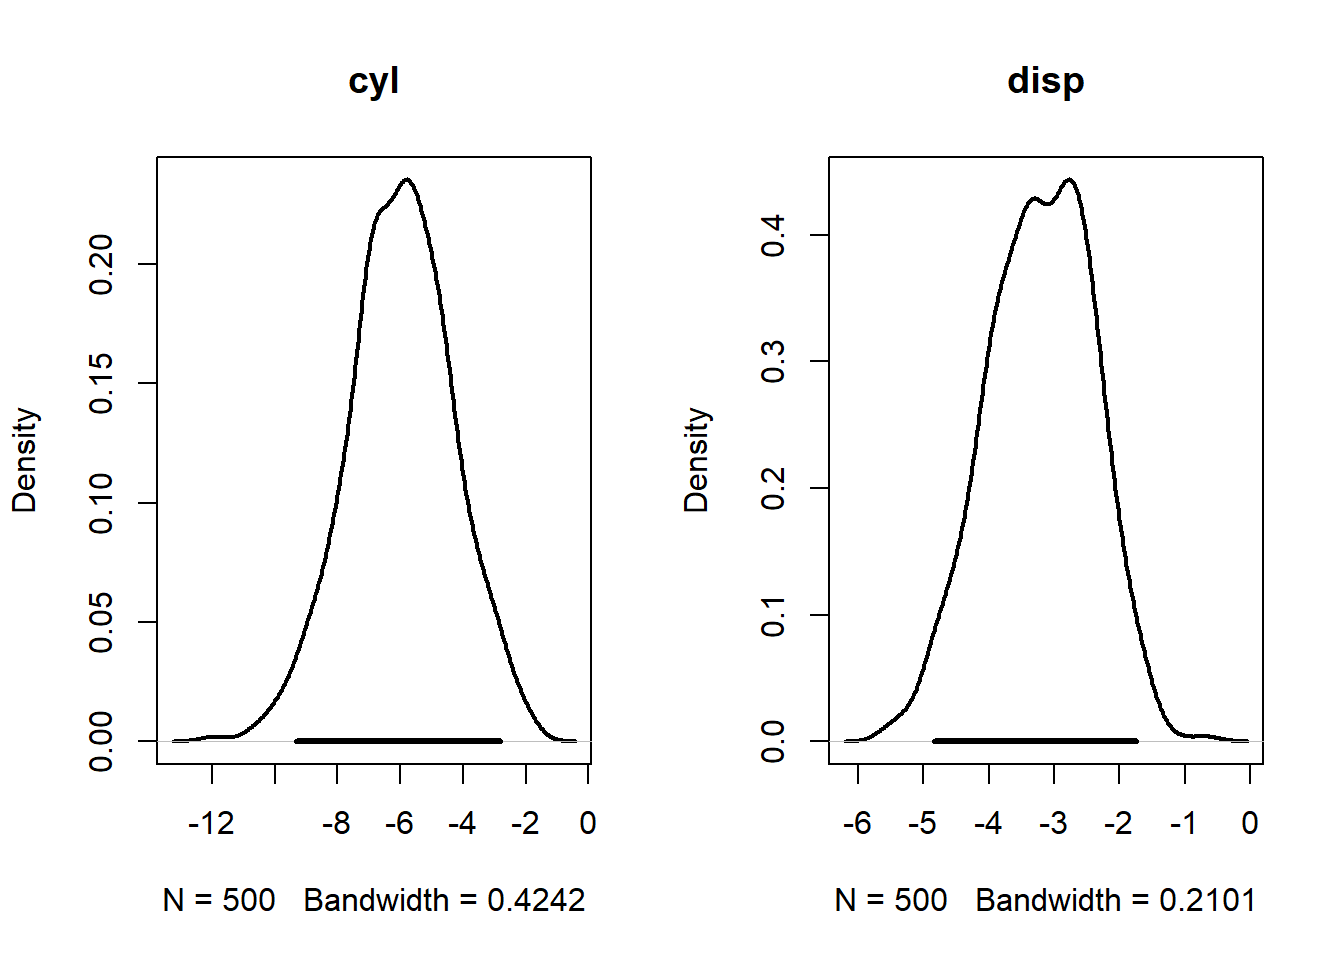 cyl
Density
0.00 0.05 0.10 0.15 0.20
-12 -8 -6 -4 -2 0
N = 500 Bandwidth = 0.4242
disp
Density
0.0 0.1 0.2 0.3 0.4
-6 -5 -4 -3 -2 -1 0
N = 500 Bandwidth = 0.2101